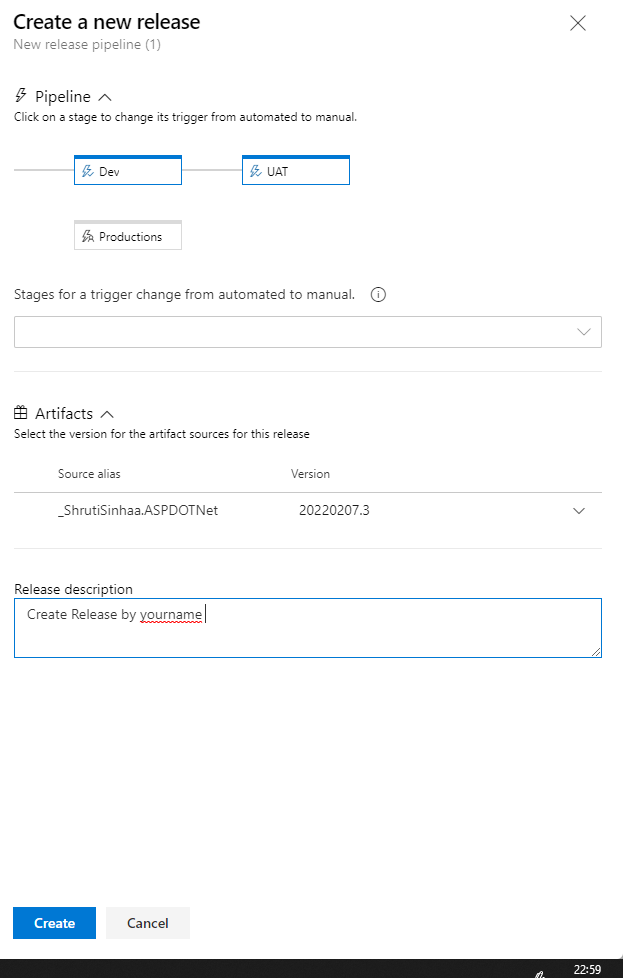 Create a new release
New release pipeline (1)
Pipeline
Click on a stage to change its trigger from automated to manual.
Dev
UAT
Productions
Stages for a trigger change from automated to manual.
Artifacts
Select the version for the artifact sources for this release
Source alias Version
_ShrutiSinhaa.ASPDOTNet 20220207.3
Release description
Create Release by yourname
Create Cancel
22:59